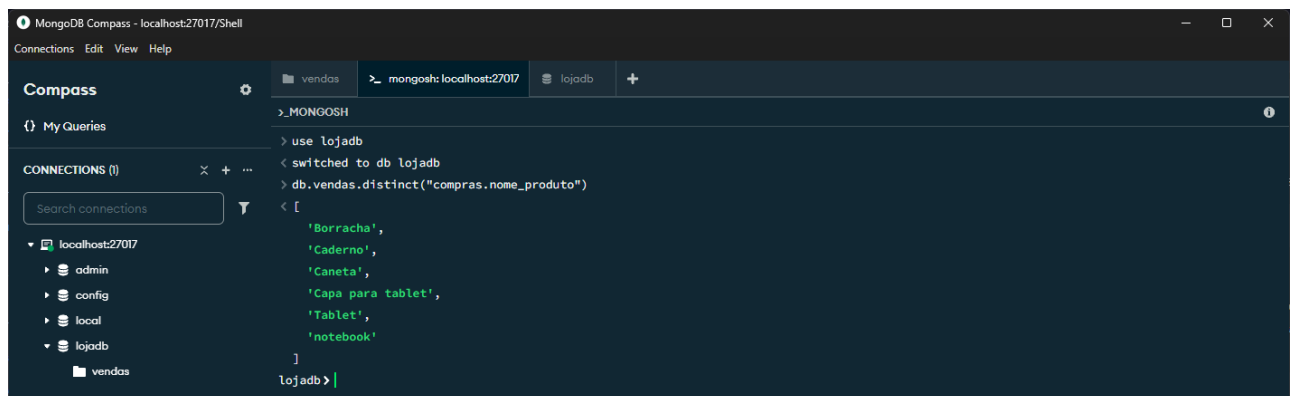 MongoDB Compass - localhost:27017/Shell
Connections Edit View Help
Compass
{} My Queries
CONNECTIONS (1)
Search connections
localhost:27017
admin
config
local
lojadb
vendas
vendas
>_ mongosh: localhost:27017
lojadb
>_MONGOSH
> use lojadb
< switched to db lojadb
> db.vendas.distinct("compras.nome_produto")
< [
'Borracha',
'Caderno',
'Caneta',
'Capa para tablet',
'Tablet',
'notebook'
]
lojadb>